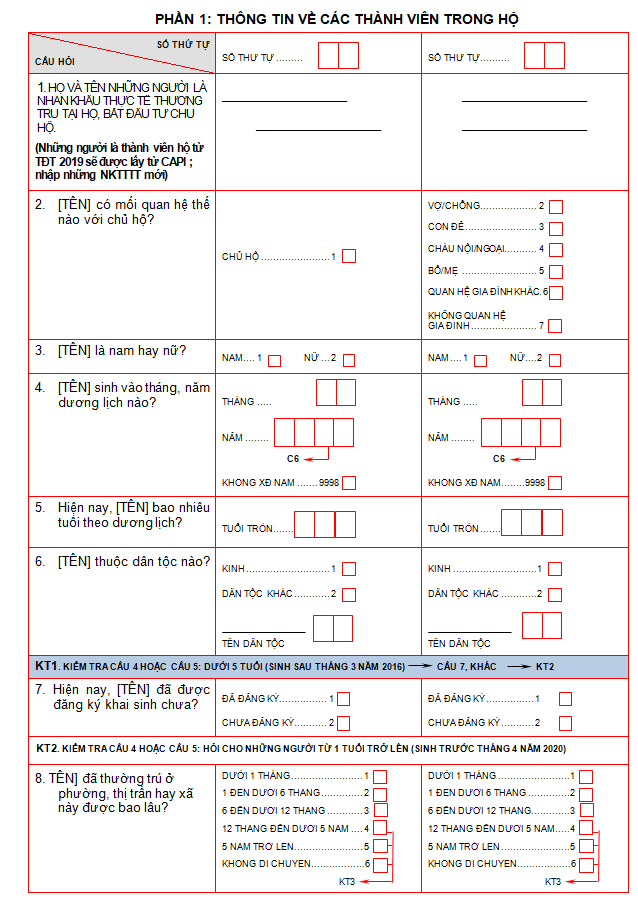 PHẦN 1: THÔNG TIN VỀ CÁC THÀNH VIÊN TRONG HỘ
SỐ THỨ TỰ
CÂU HỎI
SỐ THỨ TỰ .........
SỐ THỨ TỰ .........
1. HỌ VÀ TÊN NHỮNG NGƯỜI LÀ
NHÂN KHẨU THỰC TẾ THƯỜNG
TRÚ TẠI HỘ, BẮT ĐẦU TỪ CHỦ
HỘ.
(Những người là thành viên hộ từ
TĐT 2019 sẽ được lấy từ CAPI ;
nhập những NKTTTT mới)
2. [TÊN] có mối quan hệ thế
nào với chủ hộ?
CHỦ HỘ ........................ 1
VỢ/CHỒNG.................... 2
CON ĐẺ ......................... 3
CHÁU NỘI/NGOẠI........... 4
BỐ/MẸ .......................... 5
QUAN HỆ GIA ĐÌNH KHÁC. 6
KHÔNG QUAN HỆ
GIA ĐÌNH ....................... 7
3. [TÊN] là nam hay nữ?
NAM.... 1 NỮ ... 2
NAM.... 1 NỮ....2
4. [TÊN] sinh vào tháng, năm
dương lịch nào?
THÁNG .....
NĂM ........
C6
KHÔNG XĐ NĂM .......9998
THÁNG .....
NĂM ........
C6
KHÔNG XĐ NĂM........9998
5. Hiện nay, [TÊN] bao nhiêu
tuổi theo dương lịch?
TUỔI TRÒN.......
TUỔI TRÒN.......
6. [TÊN] thuộc dân tộc nào?
KINH .............................1
DÂN TỘC KHÁC ............2
TÊN DÂN TỘC
KINH .............................1
DÂN TỘC KHÁC ............2
TÊN DÂN TỘC
KT1. KIỂM TRA CÂU 4 HOẶC CÂU 5: DƯỚI 5 TUỔI (SINH SAU THÁNG 3 NĂM 2016) → CÂU 7, KHÁC → KT2
7. Hiện nay, [TÊN] đã được
đăng ký khai sinh chưa?
ĐÃ ĐĂNG KÝ................. 1
CHƯA ĐĂNG KÝ............ 2
ĐÃ ĐĂNG KÝ................. 1
CHƯA ĐĂNG KÝ............ 2
KT2. KIỂM TRA CÂU 4 HOẶC CÂU 5: HỎI CHO NHỮNG NGƯỜI TỪ 1 TUỔI TRỞ LÊN (SINH TRƯỚC THÁNG 4 NĂM 2020)
8. TÊN] đã thường trú ở
phường, thị trấn hay xã
này được bao lâu?
DƯỚI 1 THÁNG.........................1
1 ĐẾN DƯỚI 6 THÁNG...............2
6 ĐẾN DƯỚI 12 THÁNG ............3
12 THÁNG ĐẾN DƯỚI 5 NĂM .....4
5 NĂM TRỞ LÊN ........................5
KHÔNG DI CHUYỂN...................6
KT3
DƯỚI 1 THÁNG .........................1
1 ĐẾN DƯỚI 6 THÁNG................2
6 ĐẾN DƯỚI 12 THÁNG..............3
12 THÁNG ĐẾN DƯỚI 5 NĂM......4
5 NĂM TRỞ LÊN ........................5
KHÔNG DI CHUYỂN...................6
KT3